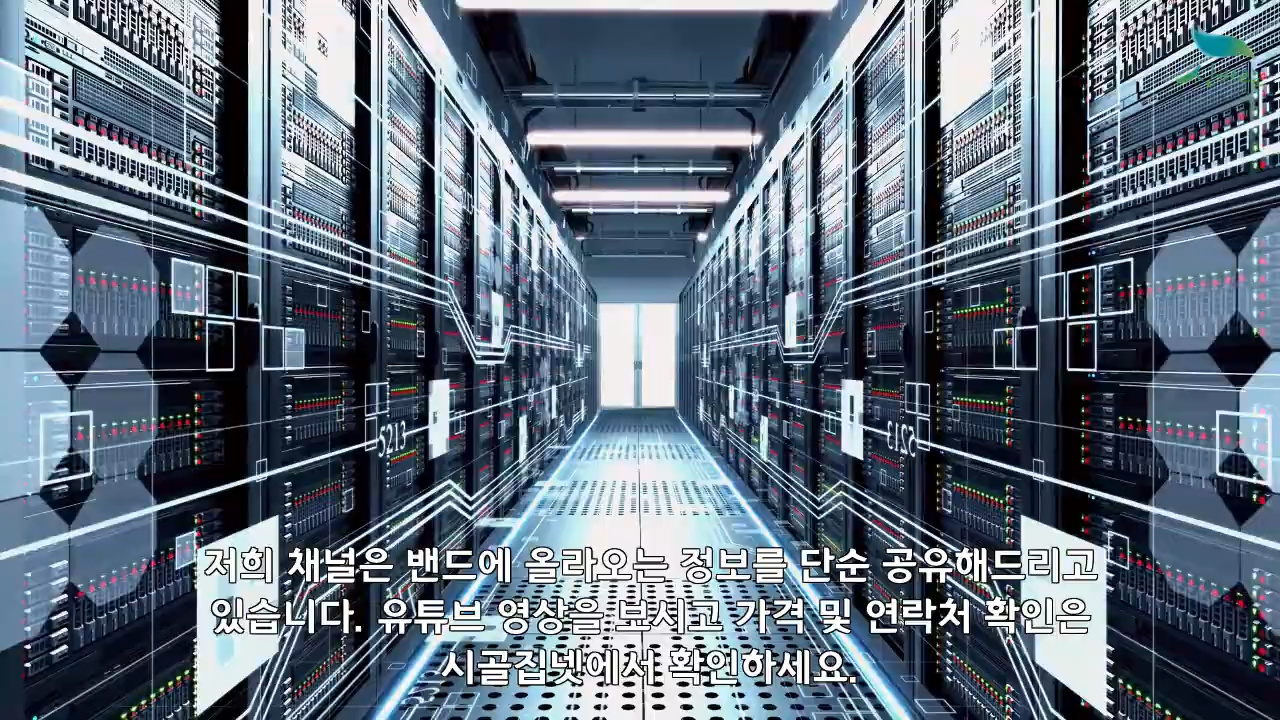 5213
5213
저희 채널은 밴드에 올라오는 정보를 단순 공유해드리고
있습니다. 유튜브 영상을 보시고 가격 및 연락처 확인은
시골집넷에서 확인하세요.